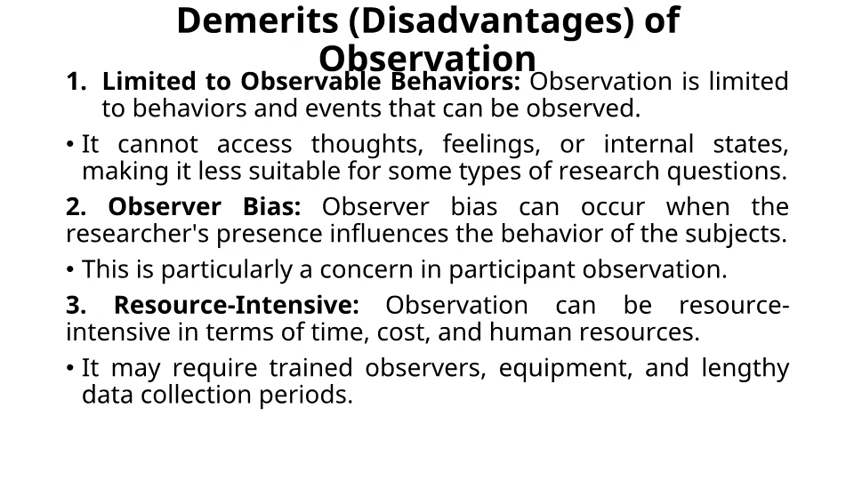 Demerits (Disadvantages) of
Observation
1. Limited to Observable Behaviors: Observation is limited
to behaviors and events that can be observed.
• It cannot access thoughts, feelings, or internal states,
making it less suitable for some types of research questions.
2. Observer Bias: Observer bias can occur when the
researcher's presence influences the behavior of the subjects.
• This is particularly a concern in participant observation.
3. Resource-Intensive: Observation can be resource-
intensive in terms of time, cost, and human resources.
• It may require trained observers, equipment, and lengthy
data collection periods.